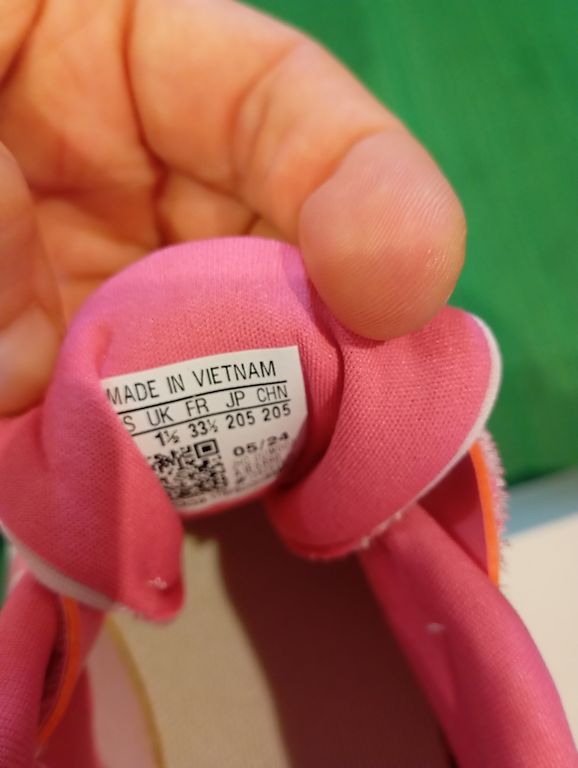 MADE IN VIETNAM
S UK FR JP CHN
1½ 33½ 205 205
05/24